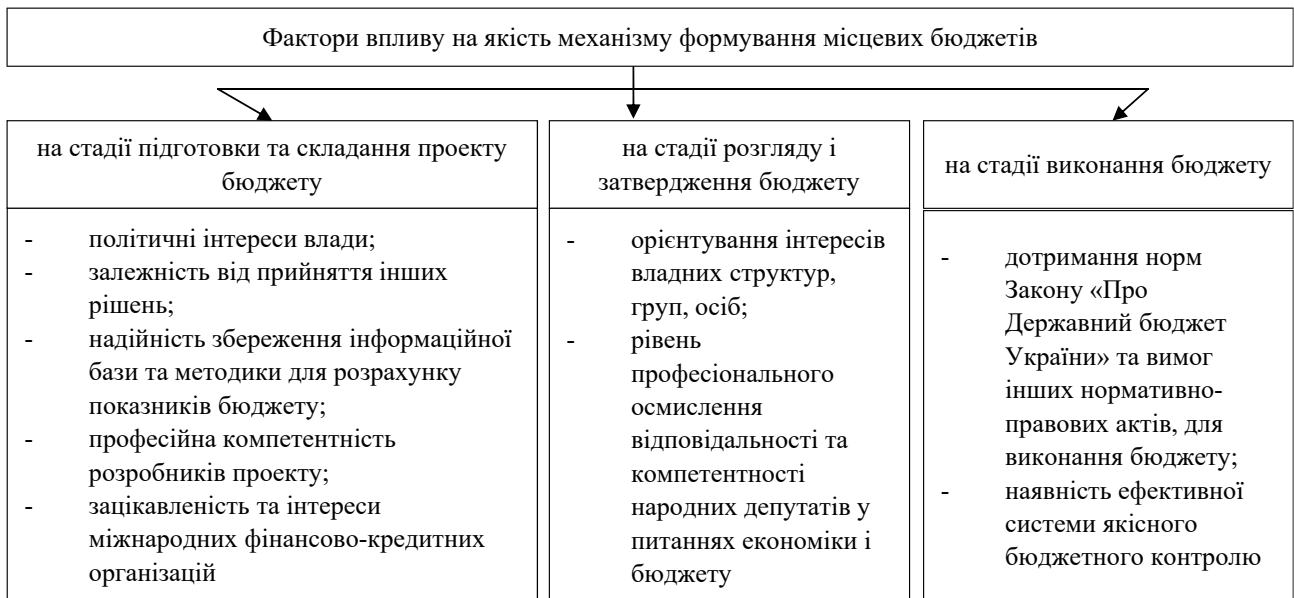 Фактори впливу на якість механізму формування місцевих бюджетів
на стадії підготовки та складання проекту
бюджету
- політичні інтереси влади;
- залежність від прийняття інших
рішень;
- надійність збереження інформаційної
бази та методики для розрахунку
показників бюджету;
- професійна компетентність
розробників проекту;
- зацікавленість та інтереси
міжнародних фінансово-кредитних
організацій
на стадії розгляду і
затвердження бюджету
- орієнтування інтересів
владних структур,
груп, осіб;
- рівень
професіонального
осмислення
відповідальності та
компетентності
народних депутатів у
питаннях економіки і
бюджету
на стадії виконання бюджету
- дотримання норм
Закону «Про
Державний бюджет
України» та вимог
інших нормативно-
правових актів, для
виконання бюджету;
- наявність ефективної
системи якісного
бюджетного контролю